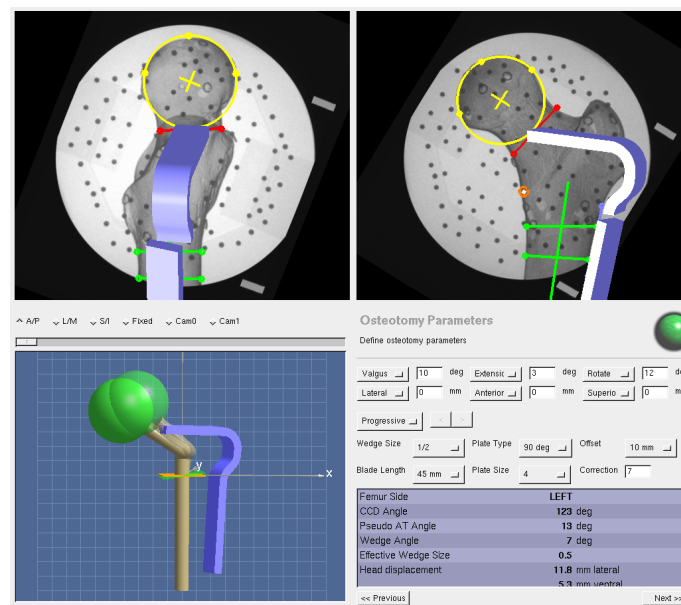 A/P L/M S/I Fixed Cam0 Cam1
Osteotomy Parameters
Define osteotomy parameters
Valgus 10 deg Extensic 3 deg Rotate 12
Lateral 0 mm Anterior 0 mm Superio 0
Progressive < >
Wedge Size 1/2 Plate Type 90 deg Offset 10 mm
Blade Length 45 mm Plate Size 4 Correction 7
Femur Side LEFT
CCD Angle 123 deg
Pseudo AT Angle 13 deg
Wedge Angle 7 deg
Effective Wedge Size 0.5
Head displacement 11.8 mm lateral
5.3 mm ventral
y
x
<< Previous Next >>